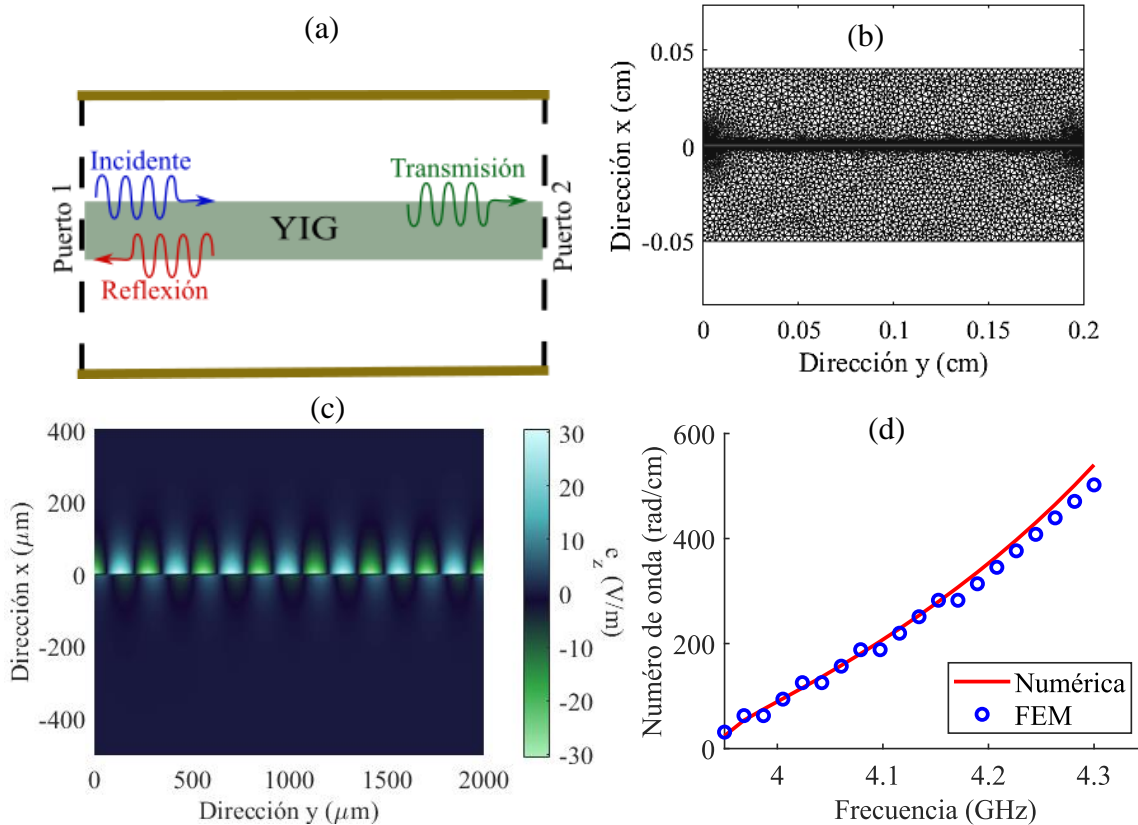 (a)
Incidente
Transmisión
Puerto 1
YIG
Puerto 2
Reflexión
(b)
0.05
0
-0.05
Dirección x (cm)
0
0.05
0.1
0.15
0.2
Dirección y (cm)
(c)
400
200
0
-200
-400
Dirección x (μm)
0
500
1000
1500
2000
Dirección y (μm)
30
20
10
0
-10
-20
-30
e_z (V/m)
(d)
600
400
200
0
Numéro de onda (rad/cm)
4
4.1
4.2
4.3
Frecuencia (GHz)
Numérica
FEM